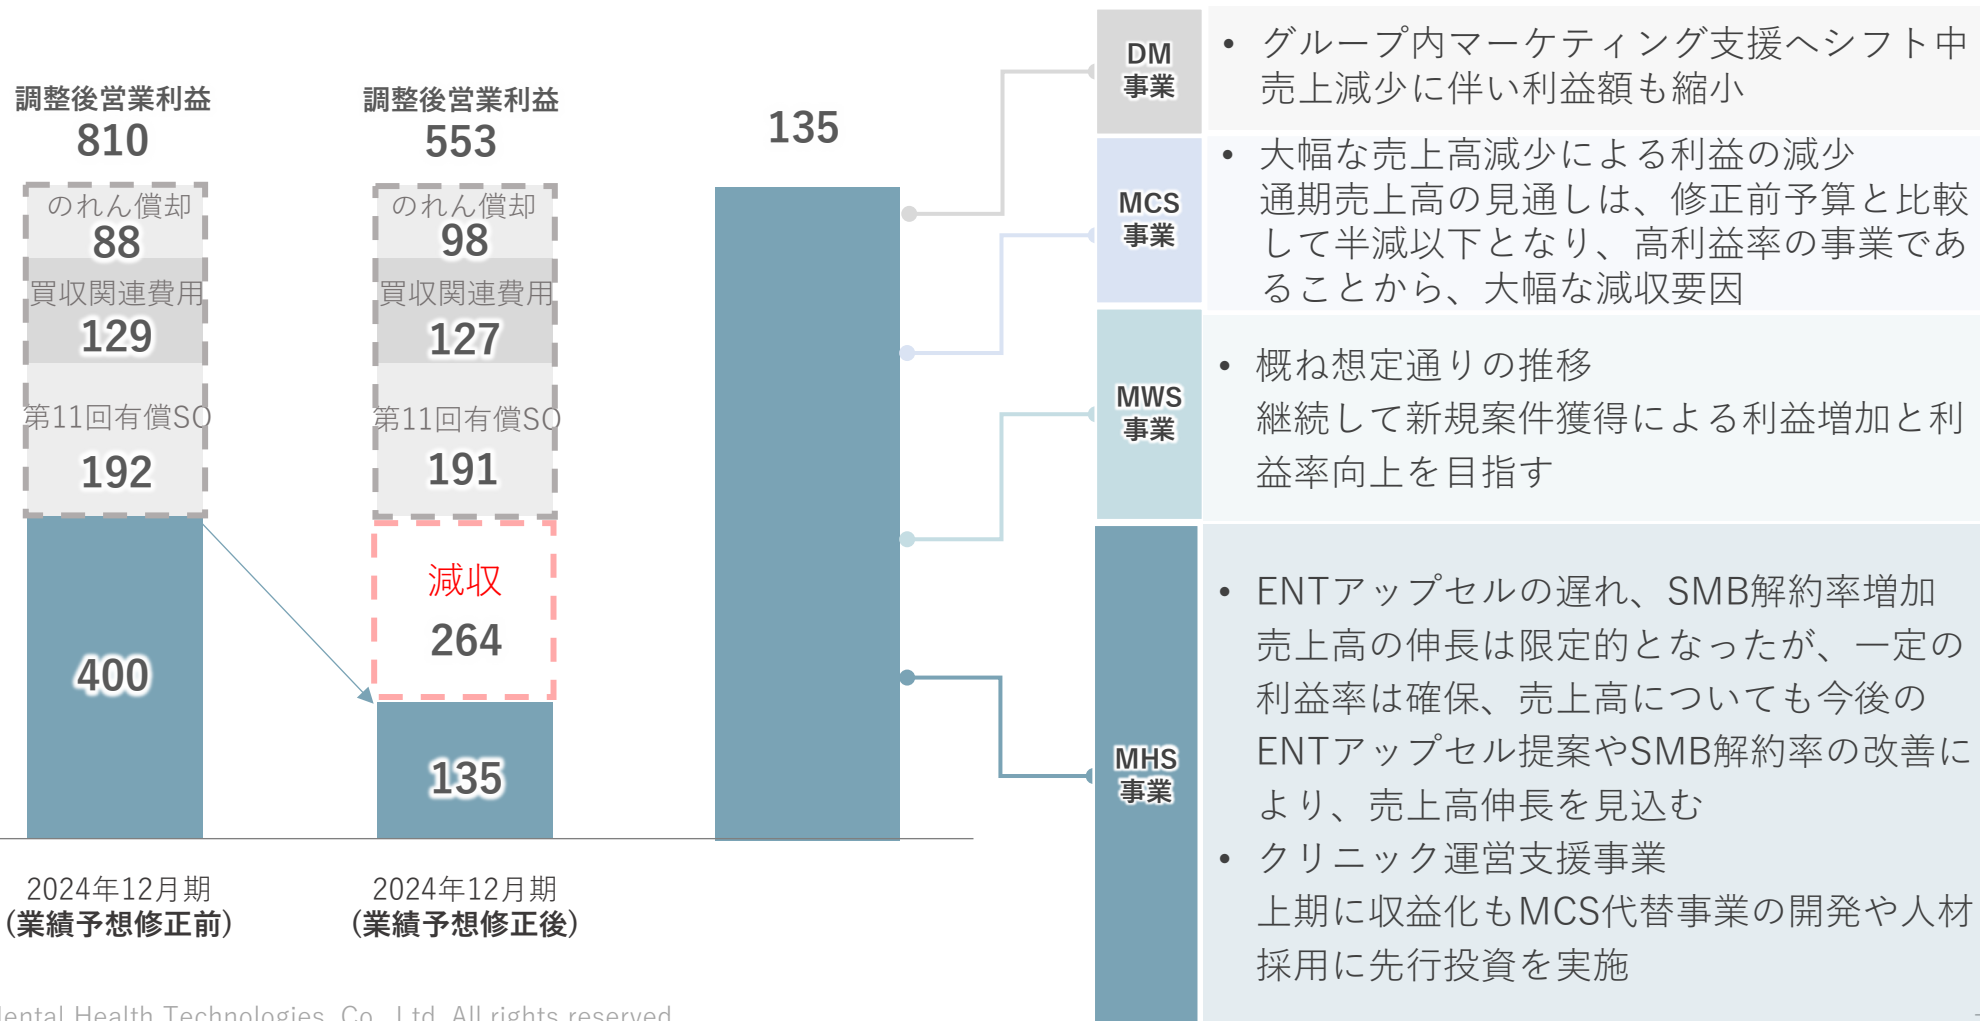 調整後営業利益
810
のれん償却
88
買収関連費用
129
第11回有償SO
192
400
2024年12月期
(業績予想修正前)
調整後営業利益
553
のれん償却
98
買収関連費用
127
第11回有償SO
191
減収
264
135
2024年12月期
(業績予想修正後)
135
DM
事業
• グループ内マーケティング支援へシフト中
売上減少に伴い利益額も縮小
MCS
事業
• 大幅な売上高減少による利益の減少
通期売上高の見通しは、修正前予算と比較
して半減以下となり、高利益率の事業であ
ることから、大幅な減収要因
MWS
事業
• 概ね想定通りの推移
継続して新規案件獲得による利益増加と利
益率向上を目指す
MHS
事業
• ENTアップセルの遅れ、SMB解約率増加
売上高の伸長は限定的となったが、一定の
利益率は確保、売上高についても今後の
ENTアップセル提案やSMB解約率の改善に
より、売上高伸長を見込む
• クリニック運営支援事業
上期に収益化もMCS代替事業の開発や人材
採用に先行投資を実施
Mental Health Technologies, Co., Ltd. All rights reserved